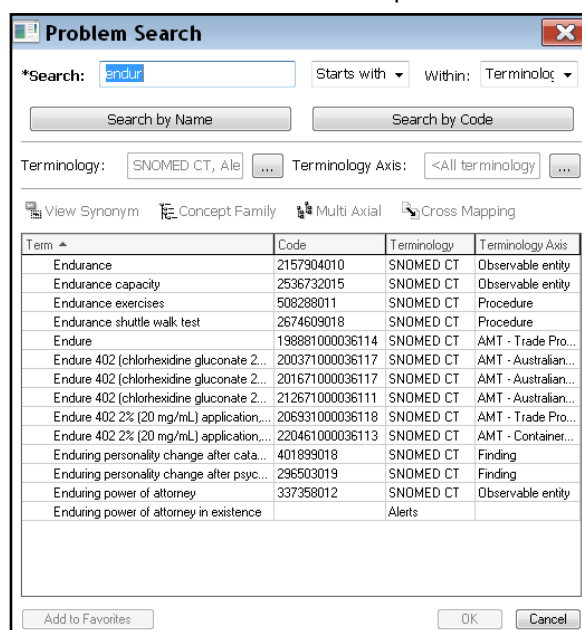 Problem Search
*Search: endur Starts with Within: Terminolog
Search by Name Search by Code
Terminology: SNOMED CT, Ale ... Terminology Axis: <All terminology ...
View Synonym Concept Family Multi Axial Cross Mapping
Term Code Terminology Terminology Axis
Endurance 2157904010 SNOMED CT Observable entity
Endurance capacity 2536732015 SNOMED CT Observable entity
Endurance exercises 508288011 SNOMED CT Procedure
Endurance shuttle walk test 2674609018 SNOMED CT Procedure
Endure 198881000036114 SNOMED CT AMT - Trade Pro...
Endure 402 (chlorhexidine gluconate 2... 200371000036117 SNOMED CT AMT - Australian...
Endure 402 (chlorhexidine gluconate 2... 201671000036117 SNOMED CT AMT - Australian...
Endure 402 (chlorhexidine gluconate 2... 212671000036111 SNOMED CT AMT - Australian...
Endure 402 2% (20 mg/mL) application,... 206931000036118 SNOMED CT AMT - Trade Pro...
Endure 402 2% (20 mg/mL) application,... 220461000036113 SNOMED CT AMT - Container...
Enduring personality change after cata... 401899018 SNOMED CT Finding
Enduring personality change after psyc... 296503019 SNOMED CT Finding
Enduring power of attorney 337358012 SNOMED CT Observable entity
Enduring power of attorney in existence Alerts
Add to Favorites OK Cancel